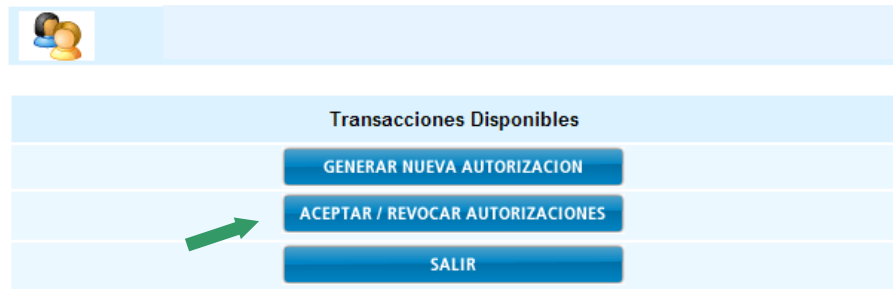 Transacciones Disponibles
GENERAR NUEVA AUTORIZACION
ACEPTAR / REVOCAR AUTORIZACIONES
SALIR